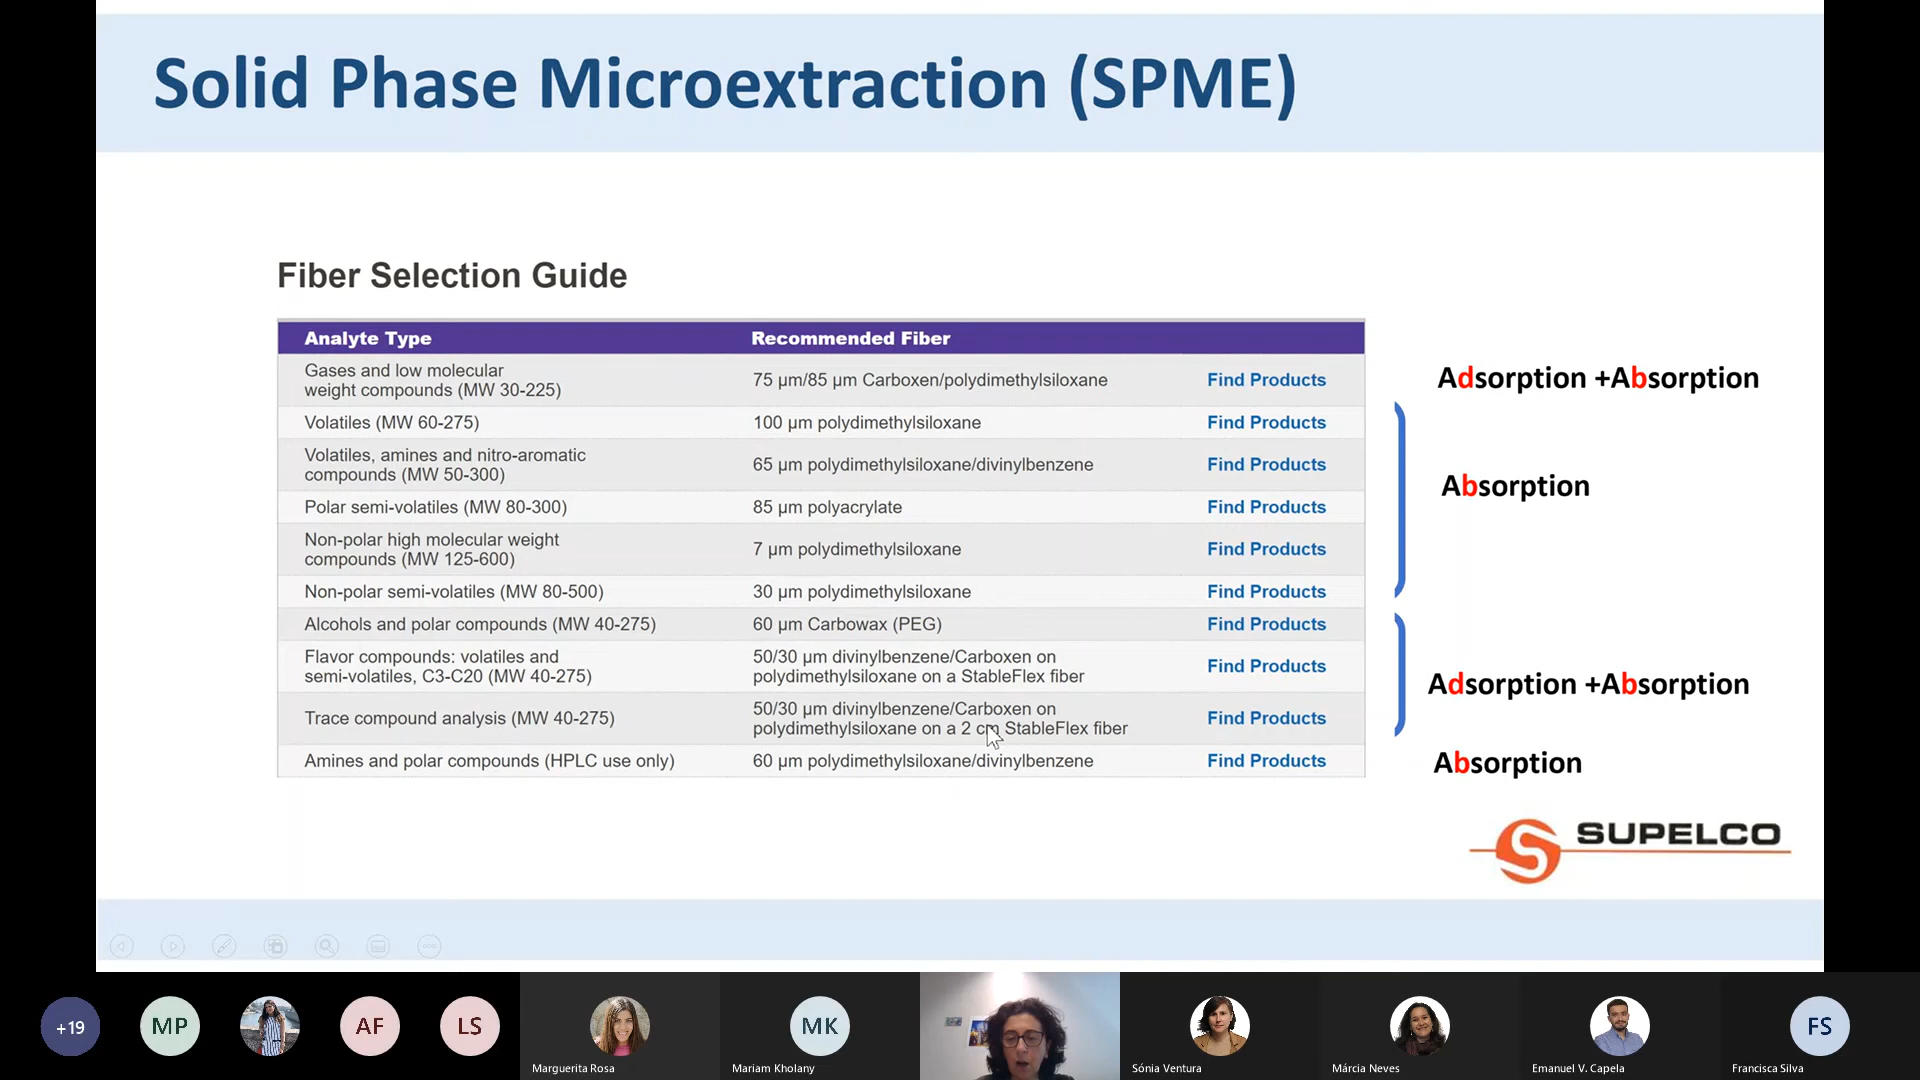 Solid Phase Microextraction (SPME)
Fiber Selection Guide
Analyte Type Recommended Fiber
Gases and low molecular
weight compounds (MW 30-225)
75 µm/85 µm Carboxen/polydimethylsiloxane
Find Products
Volatiles (MW 60-275) 100 µm polydimethylsiloxane Find Products
Volatiles, amines and nitro-aromatic
compounds (MW 50-300)
65 µm polydimethylsiloxane/divinylbenzene
Find Products
Polar semi-volatiles (MW 80-300) 85 µm polyacrylate Find Products
Non-polar high molecular weight
compounds (MW 125-600)
7 µm polydimethylsiloxane
Find Products
Non-polar semi-volatiles (MW 80-500) 30 µm polydimethylsiloxane Find Products
Alcohols and polar compounds (MW 40-275) 60 µm Carbowax (PEG) Find Products
Flavor compounds: volatiles and
semi-volatiles, C3-C20 (MW 40-275)
50/30 µm divinylbenzene/Carboxen on
polydimethylsiloxane on a StableFlex fiber
Find Products
Trace compound analysis (MW 40-275)
50/30 µm divinylbenzene/Carboxen on
polydimethylsiloxane on a 2 cm StableFlex fiber
Find Products
Amines and polar compounds (HPLC use only) 60 µm polydimethylsiloxane/divinylbenzene Find Products
Adsorption +Absorption
Absorption
Adsorption +Absorption
Absorption
SUPELCO
+19
MP
AF
LS
Marguerita Rosa
MK
Mariam Kholany
Sónia Ventura
Márcia Neves
Emanuel V. Capela
FS
Francisca Silva